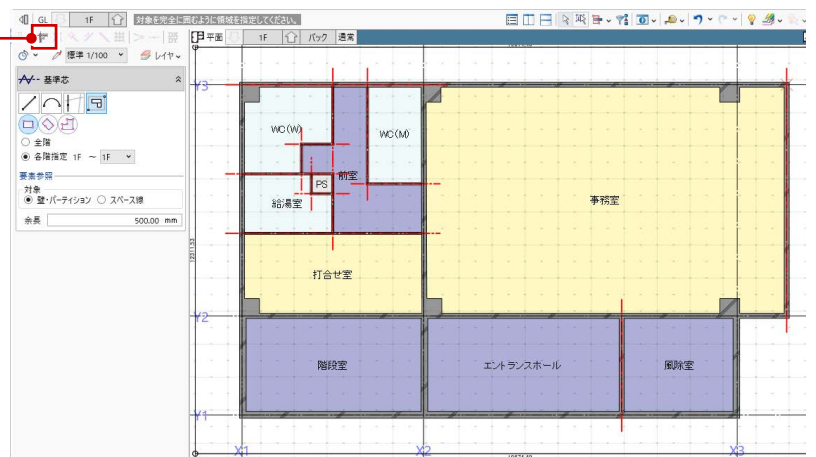 GL 1F 対象を完全に囲むように領域を指定してください。
平面 1F バック 通常
標準 1/100 レイヤ
基準芯
全階
各階指定 1F ～ 1F
要素参照
対象
壁・パーティション スペース線
余長 500.00 mm
Y3
WC(W)
WC(M)
前室
PS
給湯室
事務室
打合せ室
Y2
階段室
エントランスホール
風除室
Y1
X1 X2 X3
12311.53